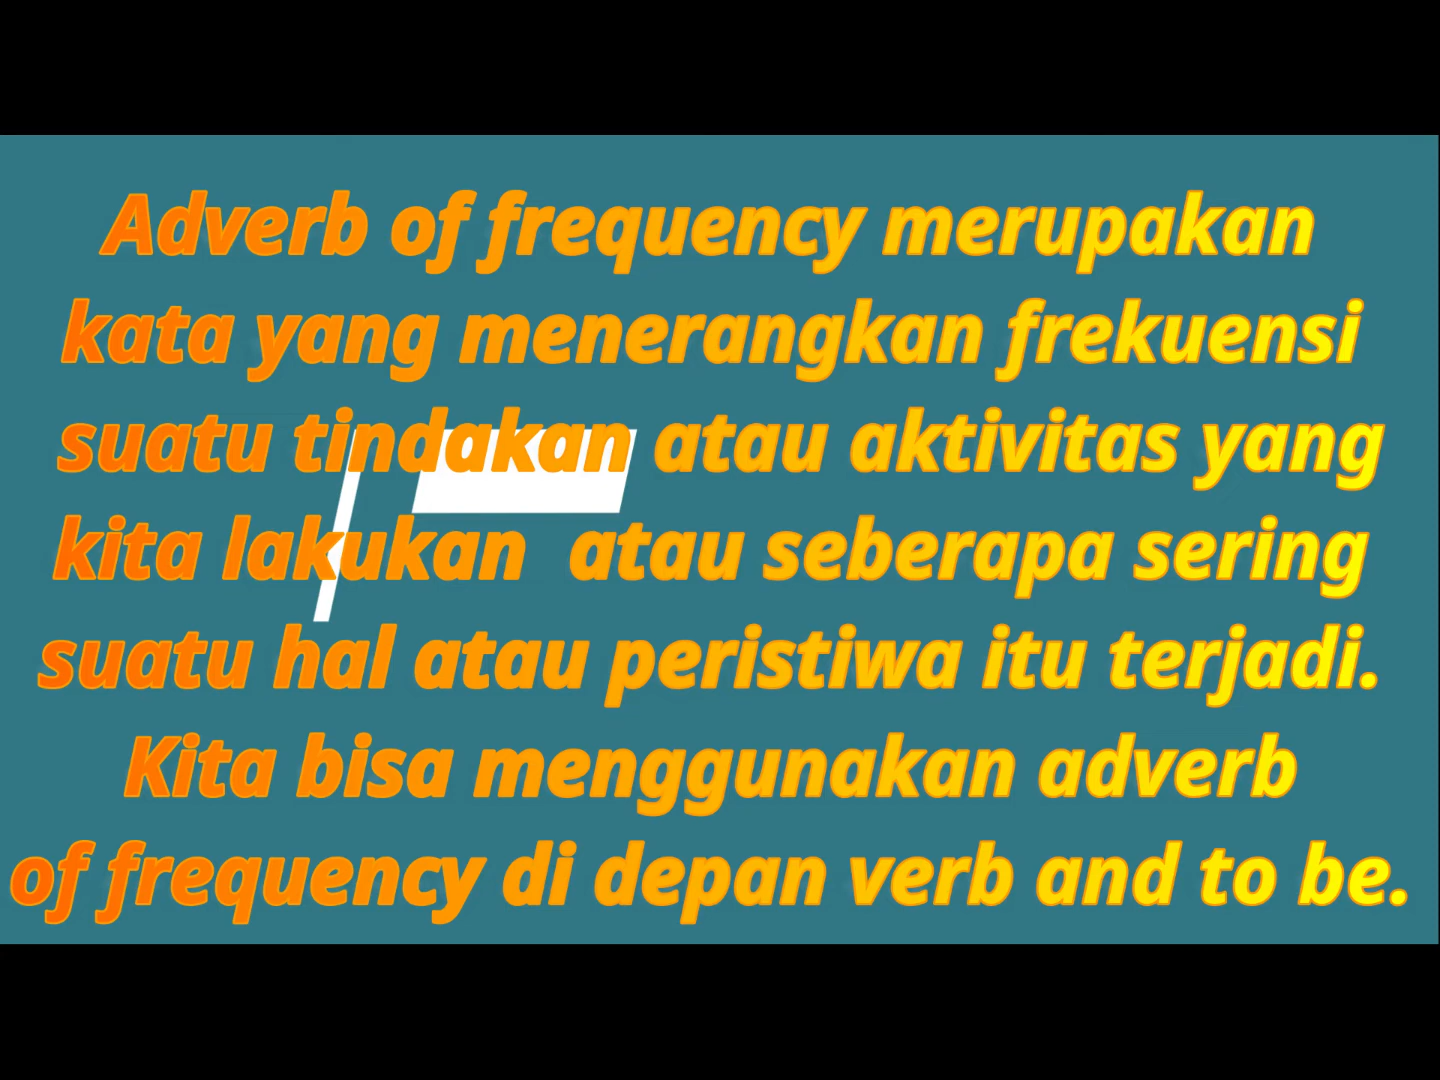 Adverb of frequency merupakan
kata yang menerangkan frekuensi
suatu tindakan atau aktivitas yang
kita lakukan  atau seberapa sering
suatu hal atau peristiwa itu terjadi.
Kita bisa menggunakan adverb
of frequency di depan verb and to be.